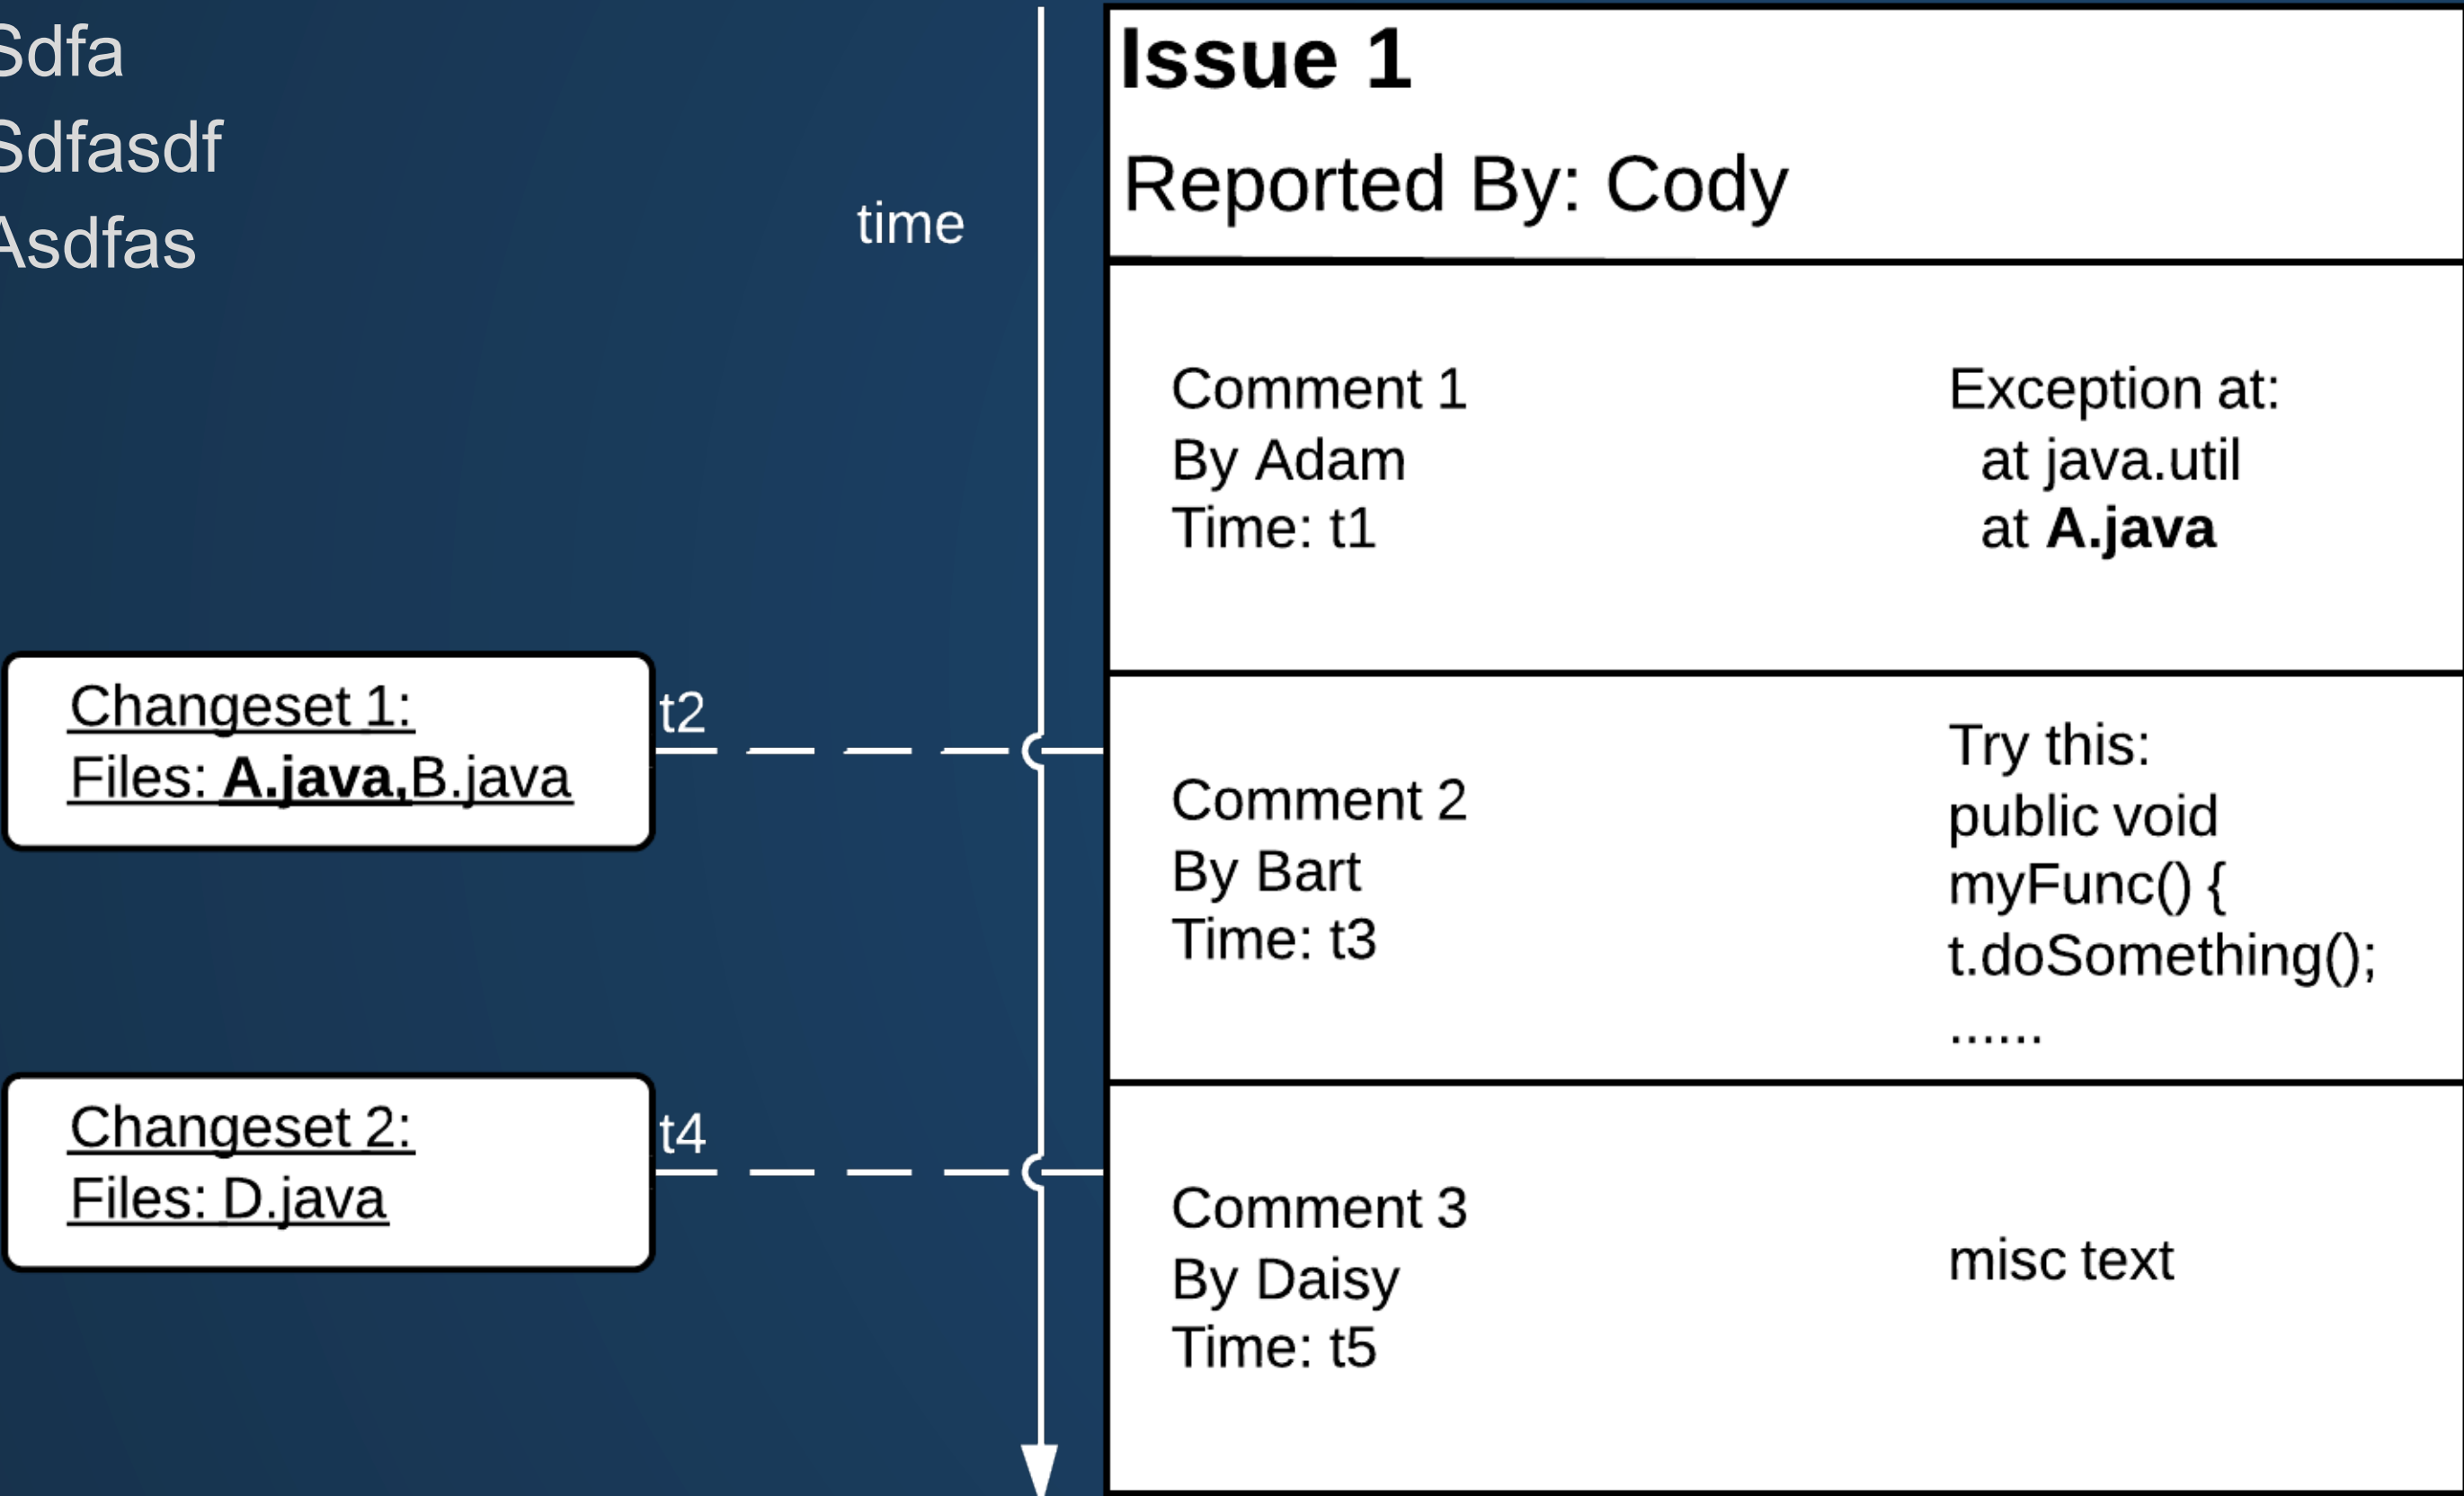 Sdfa
Sdfasdf
Asdfas
time
Issue 1
Reported By: Cody
Comment 1
By Adam
Time: t1
Exception at:
at java.util
at A.java
Changeset 1:
Files: A.java,B.java
t2
Comment 2
By Bart
Time: t3
Try this:
public void
myFunc() {
t.doSomething();
......
Changeset 2:
Files: D.java
t4
Comment 3
By Daisy
Time: t5
misc text